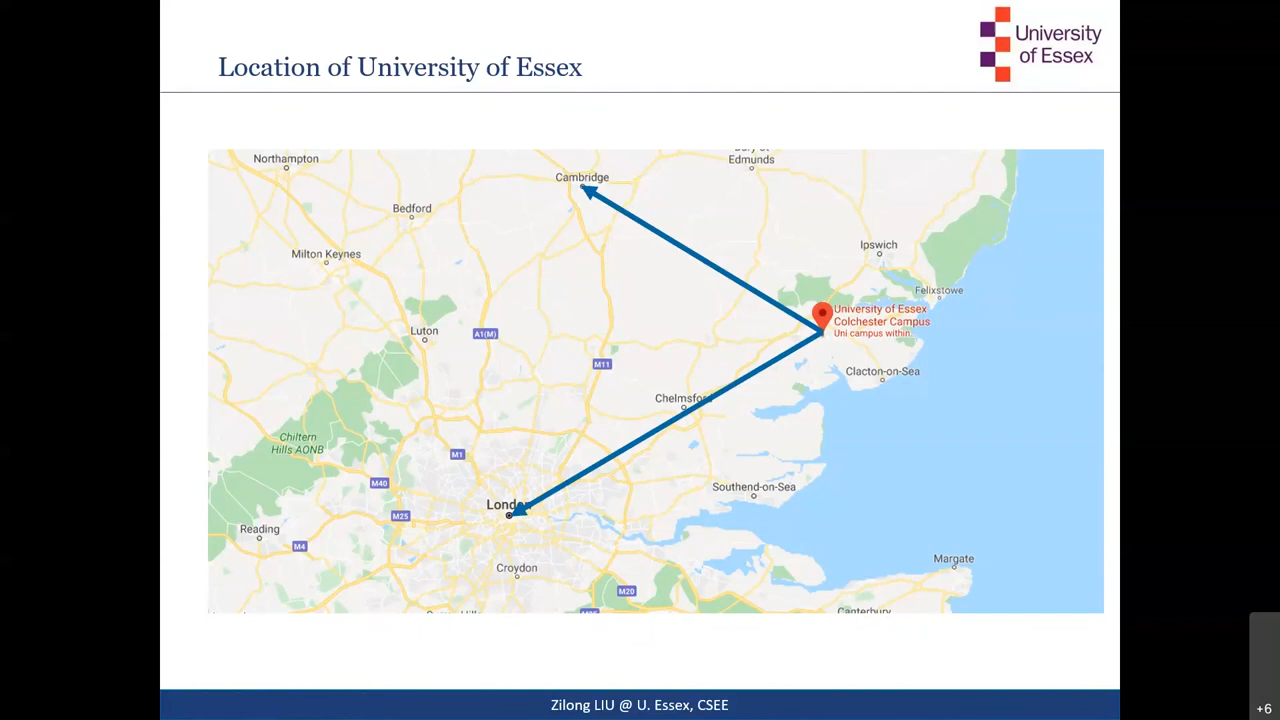 Location of University of Essex
University
of Essex
Northampton
Edmunds
Cambridge
Bedford
Ipswich
Milton Keynes
Felixstowe
University of Essex
Colchester Campus
Uni campus within
Luton
A1(M)
M11
Clacton-on-Sea
Chelmsford
Chiltern
Hills AONB
M1
M40
Southend-on-Sea
London
M25
Reading
M4
Croydon
Margate
M20
Canterbury
Zilong LIU @ U. Essex, CSEE
+6